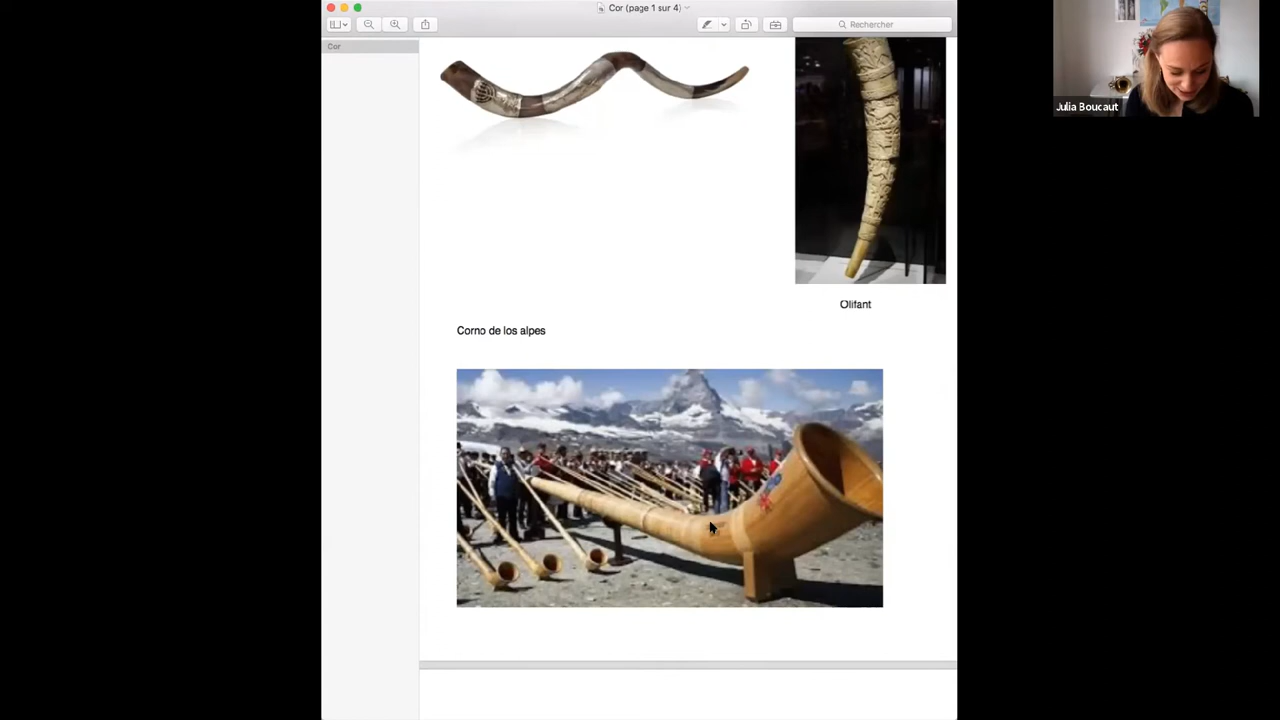 Cor (page 1 sur 4)
Rechercher
Cor
Julia Boucaut
Olifant
Corno de los alpes